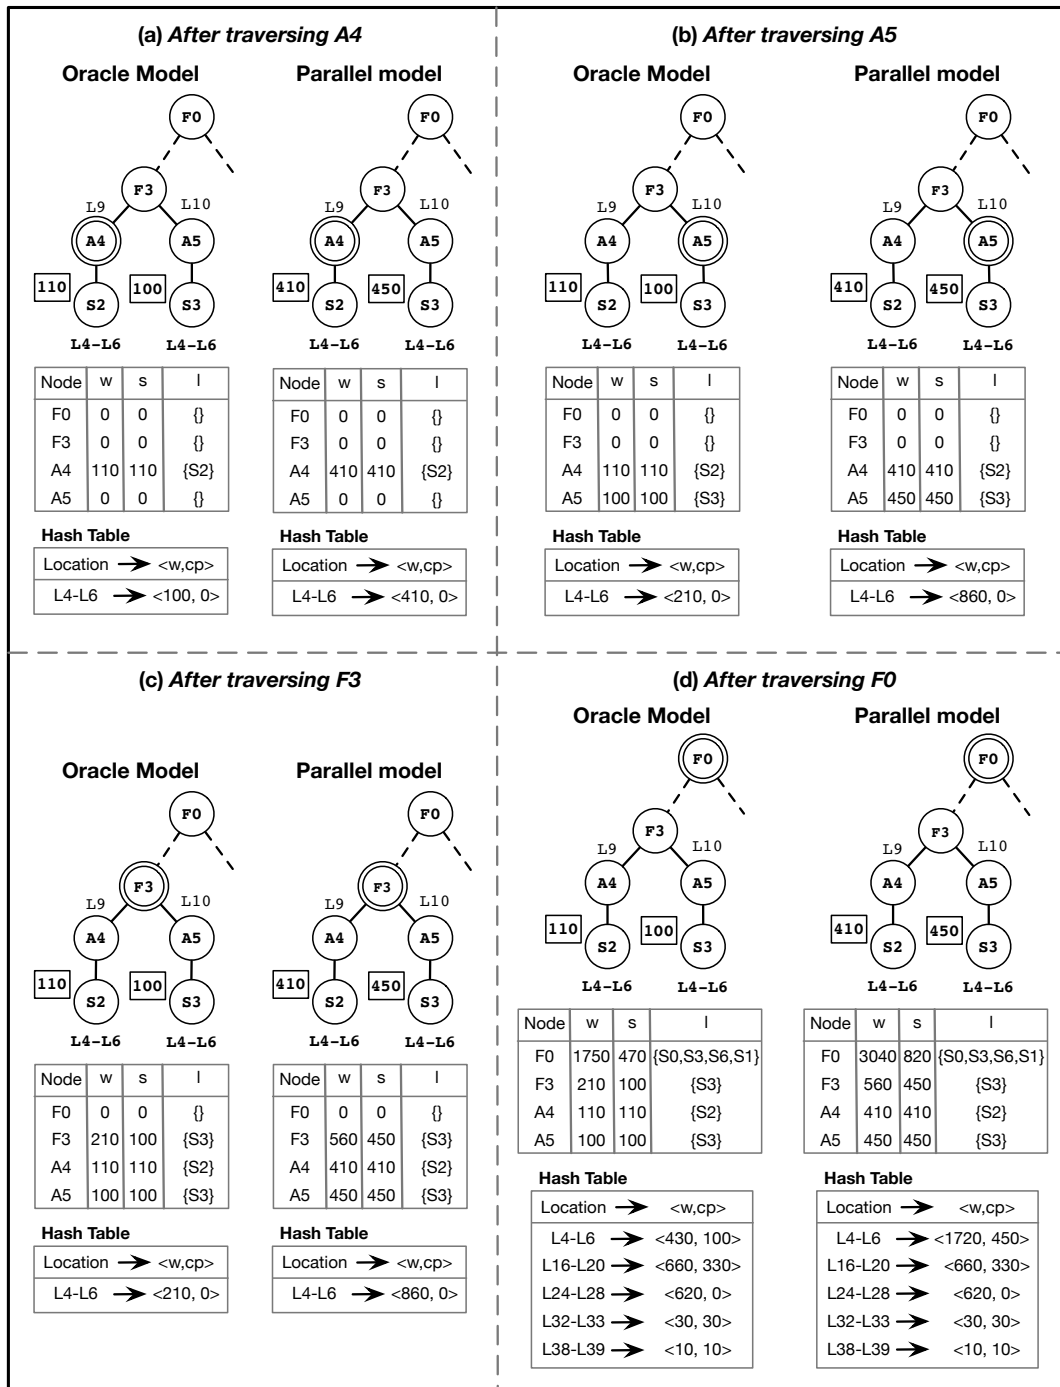 (a) After traversing A4
Oracle Model Parallel model
F0 F0
F3 F3
L9 L10 L9 L10
A4 A5 A4 A5
110 100 410 450
S2 S3 S2 S3
L4-L6 L4-L6 L4-L6 L4-L6
Node w s l
F0 0 0 {}
F3 0 0 {}
A4 110 110 {S2}
A5 0 0 {}
Node w s l
F0 0 0 {}
F3 0 0 {}
A4 410 410 {S2}
A5 0 0 {}
Hash Table
Location → <w,cp>
L4-L6 → <100, 0>
Hash Table
Location → <w,cp>
L4-L6 → <410, 0>
(b) After traversing A5
Oracle Model Parallel model
F0 F0
F3 F3
L9 L10 L9 L10
A4 A5 A4 A5
110 100 410 450
S2 S3 S2 S3
L4-L6 L4-L6 L4-L6 L4-L6
Node w s l
F0 0 0 {}
F3 0 0 {}
A4 110 110 {S2}
A5 100 100 {S3}
Node w s l
F0 0 0 {}
F3 0 0 {}
A4 410 410 {S2}
A5 450 450 {S3}
Hash Table
Location → <w,cp>
L4-L6 → <210, 0>
Hash Table
Location → <w,cp>
L4-L6 → <860, 0>
(c) After traversing F3
Oracle Model Parallel model
F0 F0
F3 F3
L9 L10 L9 L10
A4 A5 A4 A5
110 100 410 450
S2 S3 S2 S3
L4-L6 L4-L6 L4-L6 L4-L6
Node w s l
F0 0 0 {}
F3 210 100 {S3}
A4 110 110 {S2}
A5 100 100 {S3}
Node w s l
F0 0 0 {}
F3 560 450 {S3}
A4 410 410 {S2}
A5 450 450 {S3}
Hash Table
Location → <w,cp>
L4-L6 → <210, 0>
Hash Table
Location → <w,cp>
L4-L6 → <860, 0>
(d) After traversing F0
Oracle Model Parallel model
F0 F0
F3 F3
L9 L10 L9 L10
A4 A5 A4 A5
110 100 410 450
S2 S3 S2 S3
L4-L6 L4-L6 L4-L6 L4-L6
Node w s l
F0 1750 470 {S0,S3,S6,S1}
F3 210 100 {S3}
A4 110 110 {S2}
A5 100 100 {S3}
Node w s l
F0 3040 820 {S0,S3,S6,S1}
F3 560 450 {S3}
A4 410 410 {S2}
A5 450 450 {S3}
Hash Table
Location → <w,cp>
L4-L6 → <430, 100>
L16-L20 → <660, 330>
L24-L28 → <620, 0>
L32-L33 → <30, 30>
L38-L39 → <10, 10>
Hash Table
Location → <w,cp>
L4-L6 → <1720, 450>
L16-L20 → <660, 330>
L24-L28 → <620, 0>
L32-L33 → <30, 30>
L38-L39 → <10, 10>